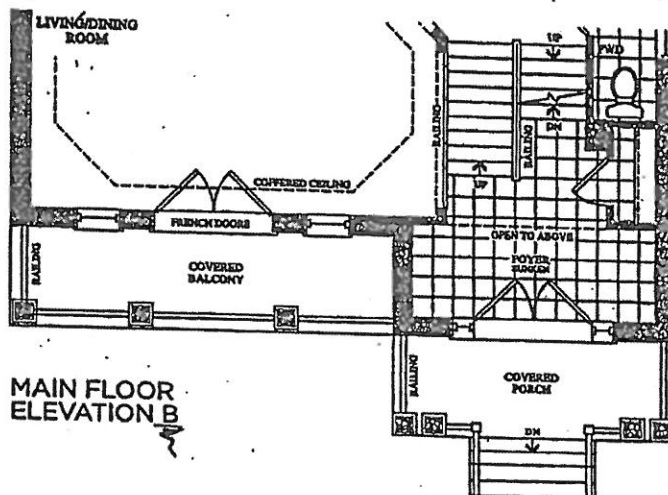 LIVING/DINING
ROOM
UP
PWD
RAILING
RAILING
DN
UP
COFFERED CEILING
FRENCH DOORS
OPEN TO ABOVE
FOYER
SUNKEN
RAILING
COVERED
BALCONY
RAILING
COVERED
PORCH
MAIN FLOOR
ELEVATION B
DN